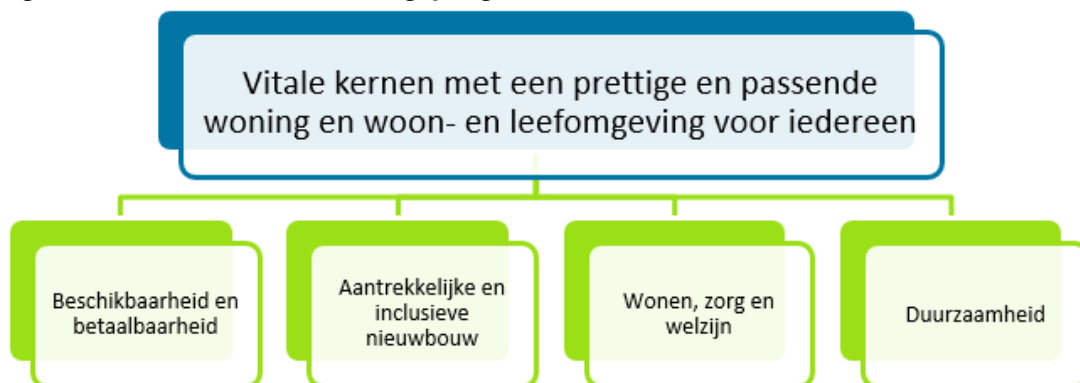 Vitale kernen met een prettige en passende
woning en woon- en leefomgeving voor iedereen
Beschikbaarheid en
betaalbaarheid
Aantrekkelijke en
inclusieve
nieuwbouw
Wonen, zorg en
welzijn
Duurzaamheid